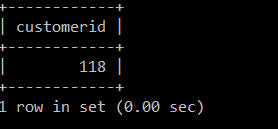 +------------+
| customerid |
+------------+
|        118 |
+------------+
1 row in set (0.00 sec)